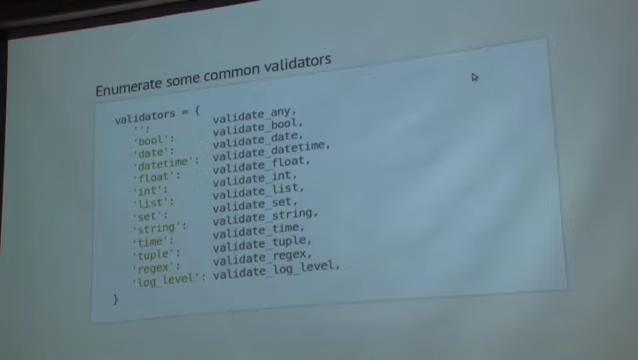 Enumerate some common validators
validators = {
'': validate_any,
'bool': validate_bool,
'date': validate_date,
'datetime': validate_datetime,
'float': validate_float,
'int': validate_int,
'list': validate_list,
'set': validate_set,
'string': validate_string,
'time': validate_time,
'tuple': validate_tuple,
'regex': validate_regex,
'log_level': validate_log_level,
}